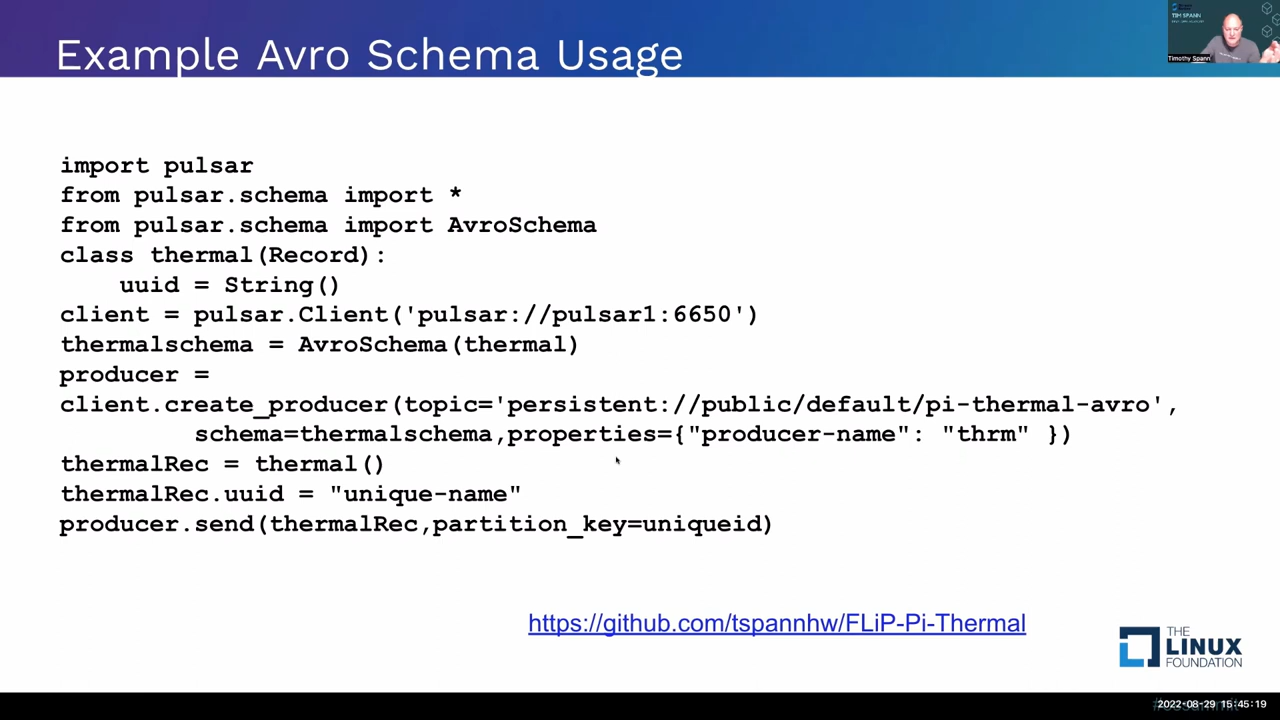 Example Avro Schema Usage
TIM SPANN
Timothy Spann
import pulsar
from pulsar.schema import *
from pulsar.schema import AvroSchema
class thermal(Record):
    uuid = String()
client = pulsar.Client('pulsar://pulsar1:6650')
thermalschema = AvroSchema(thermal)
producer =
client.create_producer(topic='persistent://public/default/pi-thermal-avro',
         schema=thermalschema,properties={"producer-name": "thrm" })
thermalRec = thermal()
thermalRec.uuid = "unique-name"
producer.send(thermalRec,partition_key=uniqueid)
https://github.com/tspannhw/FLiP-Pi-Thermal
THE
LINUX
FOUNDATION
2022-08-29 15:45:19